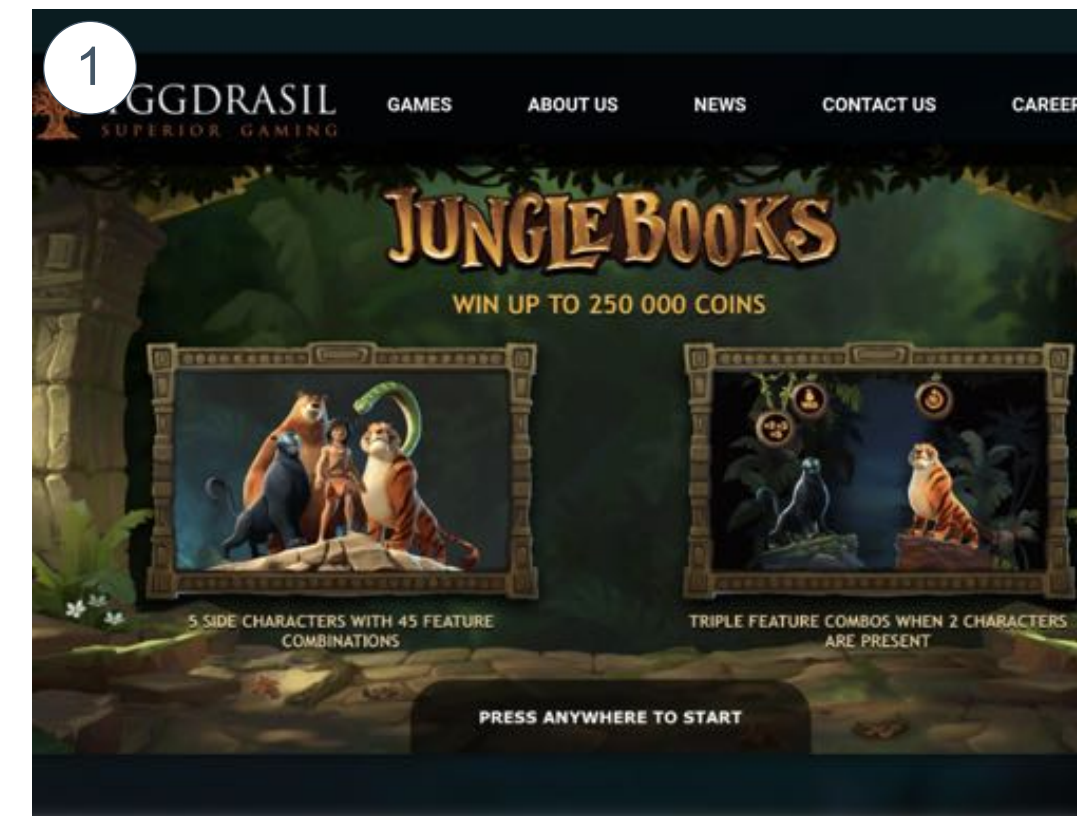 1
GGDRASIL
SUPERIOR GAMING
GAMES ABOUT US NEWS CONTACT US CAREER
JUNGLE BOOKS
WIN UP TO 250 000 COINS
5 SIDE CHARACTERS WITH 45 FEATURE
COMBINATIONS
TRIPLE FEATURE COMBOS WHEN 2 CHARACTERS
ARE PRESENT
PRESS ANYWHERE TO START